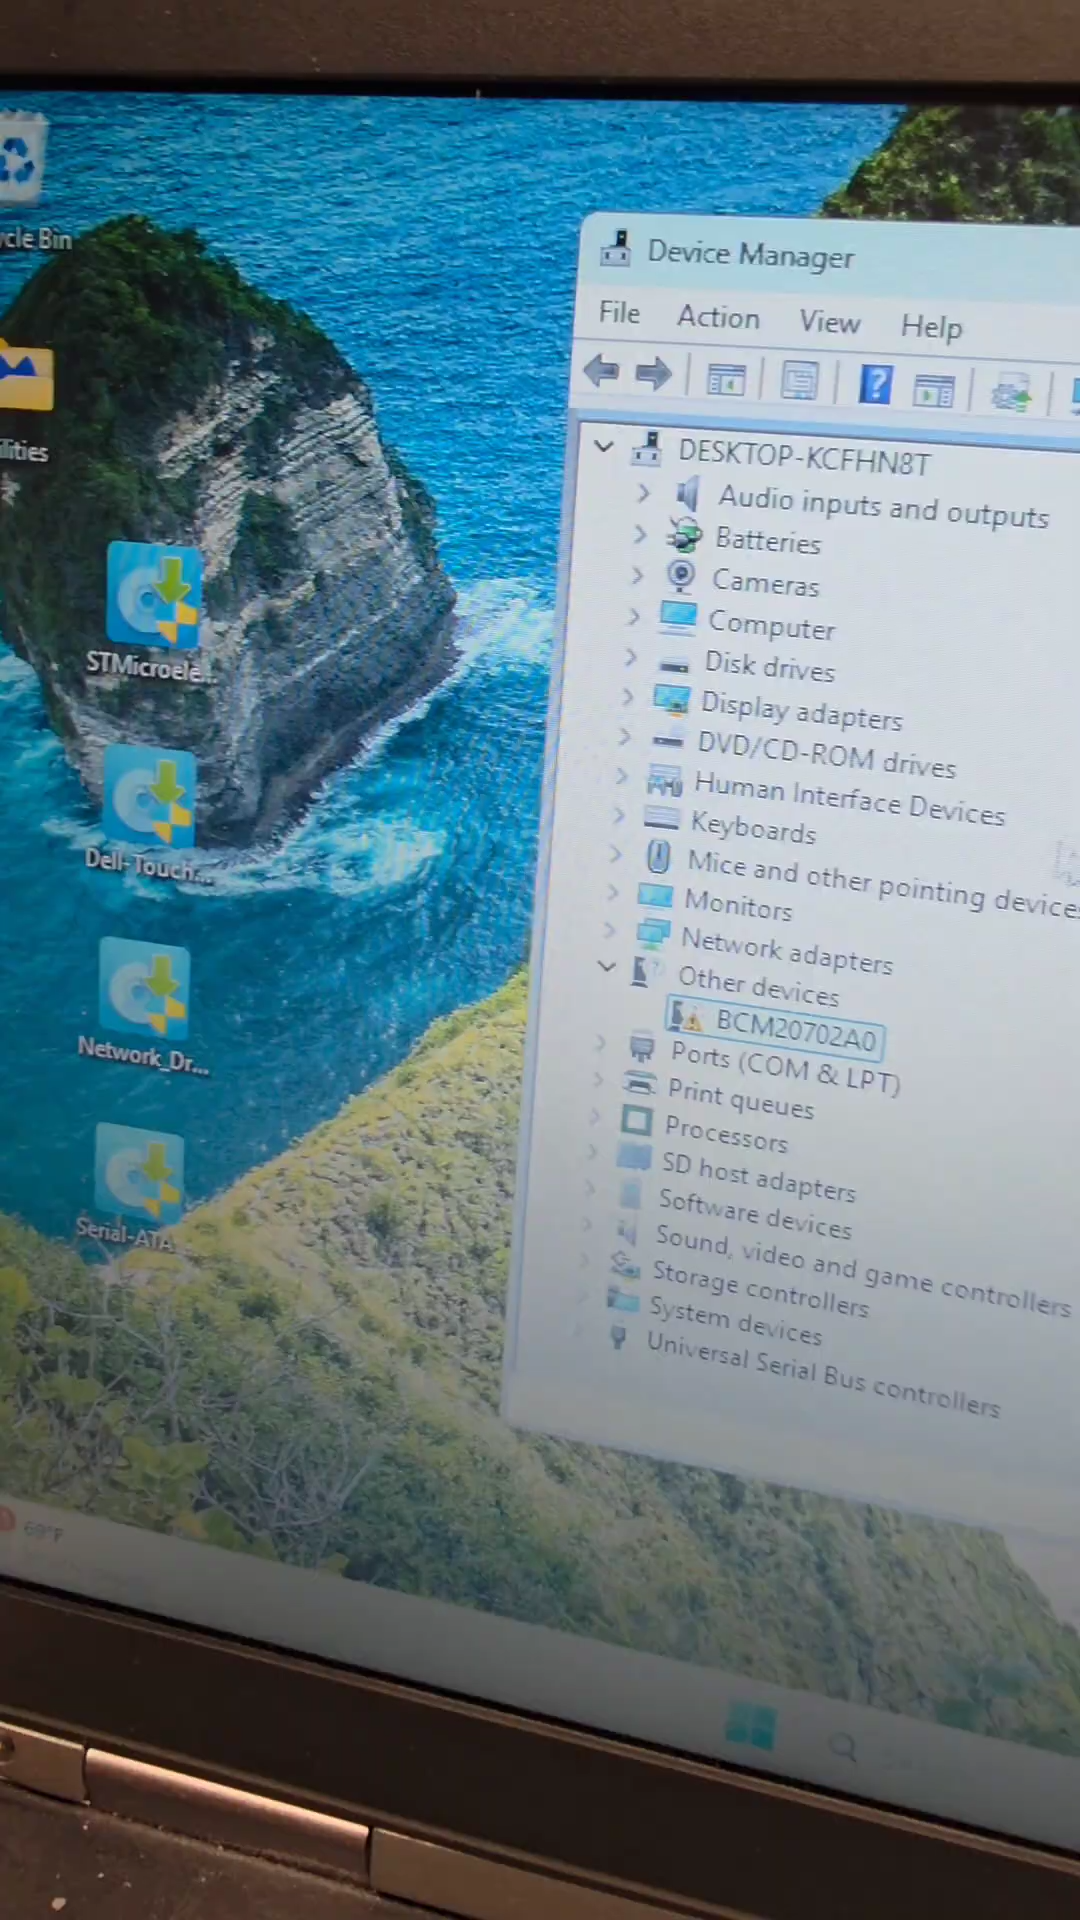 cle Bin
lities
STMicroele...
Dell-Touch...
Network_Dr...
Serial-ATA
69°F
Device Manager
File Action View Help
DESKTOP-KCFHN8T
Audio inputs and outputs
Batteries
Cameras
Computer
Disk drives
Display adapters
DVD/CD-ROM drives
Human Interface Devices
Keyboards
Mice and other pointing devices
Monitors
Network adapters
Other devices
BCM20702A0
Ports (COM & LPT)
Print queues
Processors
SD host adapters
Software devices
Sound, video and game controllers
Storage controllers
System devices
Universal Serial Bus controllers